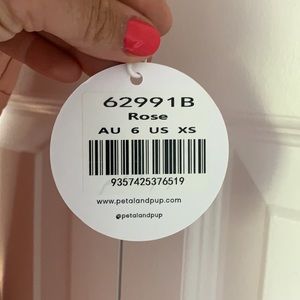 62991B
Rose
AU 6 US XS
9357425376519
www.petalandpup.com
@petalandpup